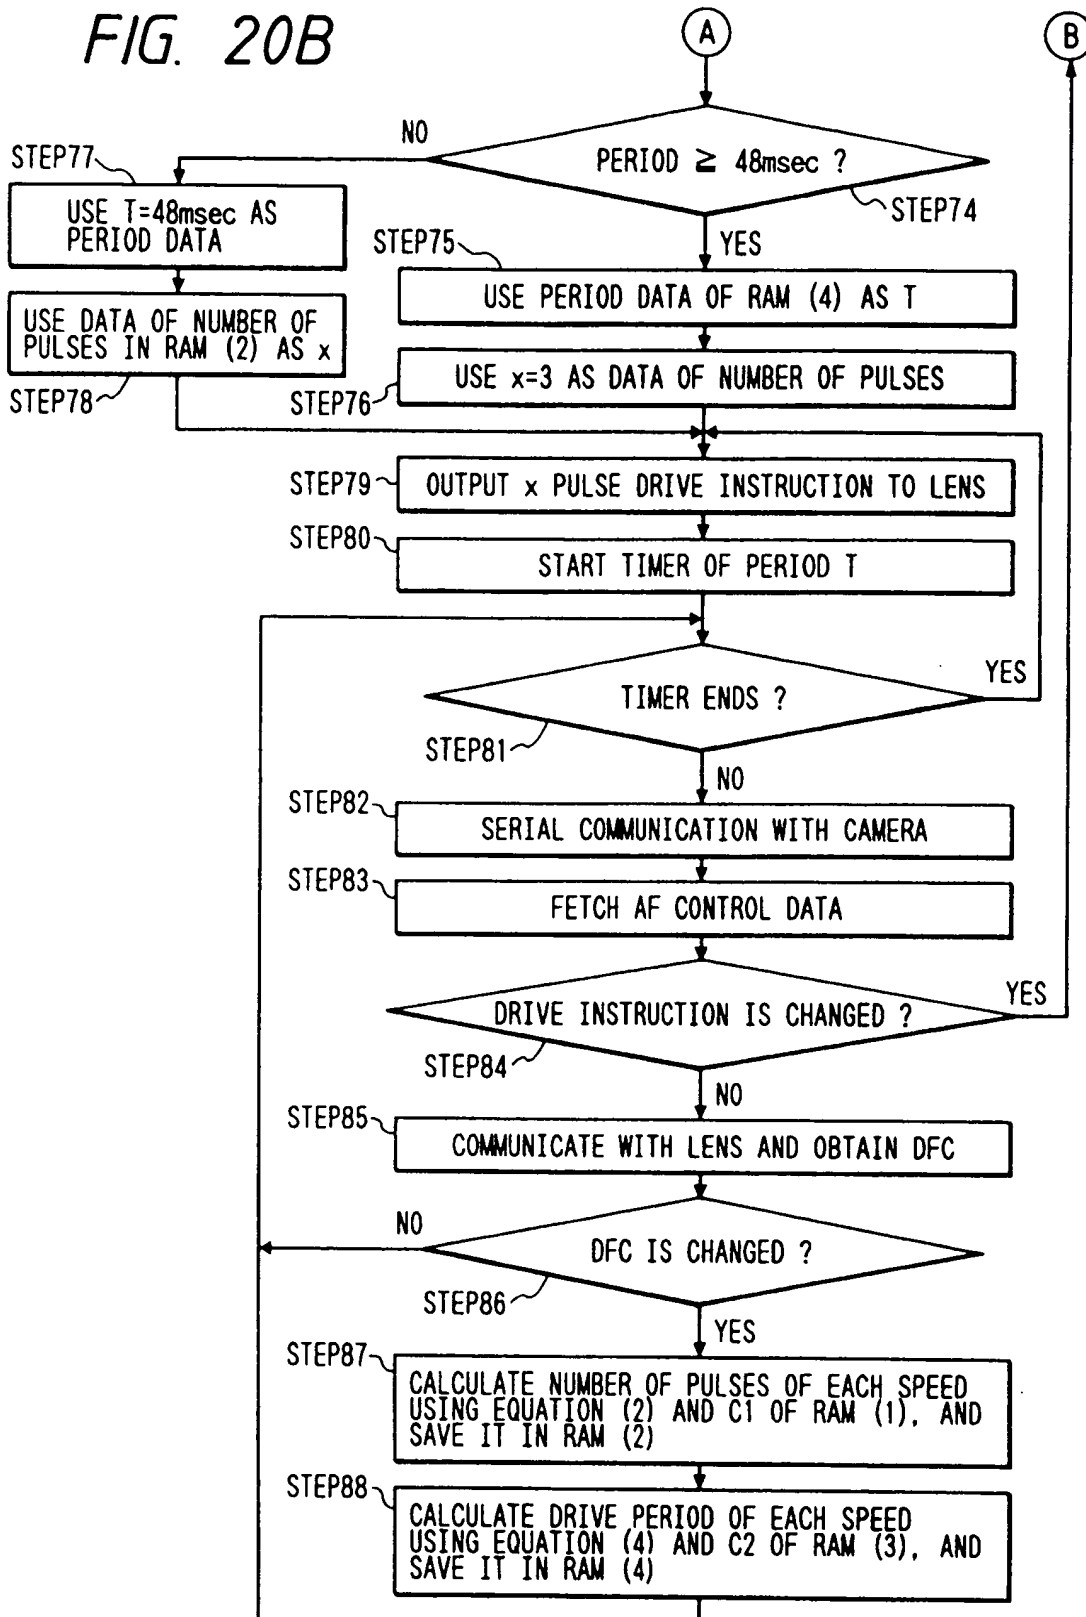 FIG. 20B
A
B
NO
PERIOD ≧ 48msec ?
STEP74
STEP77
USE T=48msec AS
PERIOD DATA
YES
STEP75
USE PERIOD DATA OF RAM (4) AS T
USE DATA OF NUMBER OF
PULSES IN RAM (2) AS x
STEP78
STEP76
USE x=3 AS DATA OF NUMBER OF PULSES
STEP79
OUTPUT x PULSE DRIVE INSTRUCTION TO LENS
STEP80
START TIMER OF PERIOD T
TIMER ENDS ?
YES
STEP81
NO
STEP82
SERIAL COMMUNICATION WITH CAMERA
STEP83
FETCH AF CONTROL DATA
DRIVE INSTRUCTION IS CHANGED ?
YES
STEP84
NO
STEP85
COMMUNICATE WITH LENS AND OBTAIN DFC
NO
DFC IS CHANGED ?
STEP86
YES
STEP87
CALCULATE NUMBER OF PULSES OF EACH SPEED
USING EQUATION (2) AND C1 OF RAM (1), AND
SAVE IT IN RAM (2)
STEP88
CALCULATE DRIVE PERIOD OF EACH SPEED
USING EQUATION (4) AND C2 OF RAM (3), AND
SAVE IT IN RAM (4)